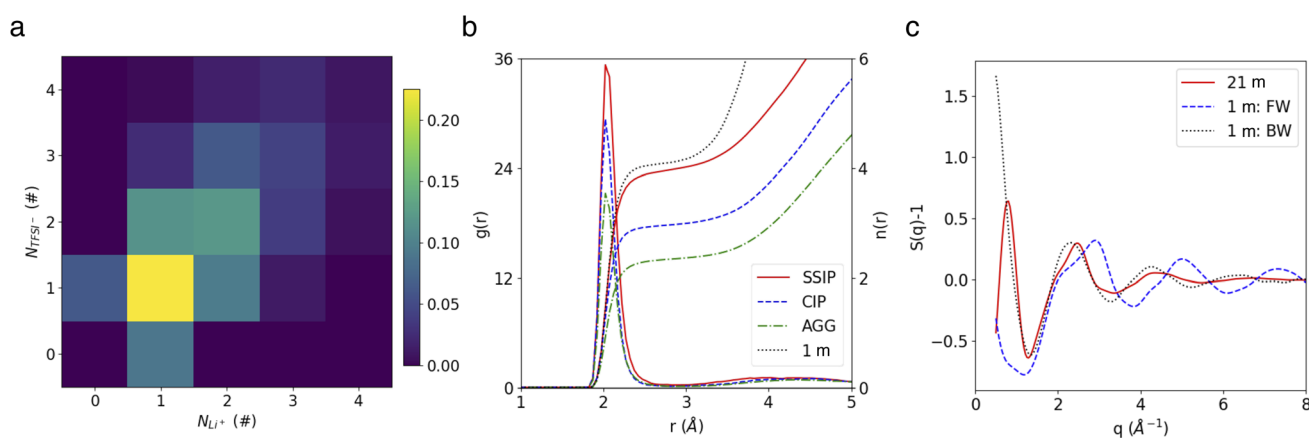 a
4
3
2
1
0
N_TFSI⁻ (#)
0 1 2 3 4
N_Li⁺ (#)
0.20
0.15
0.10
0.05
0.00
b
36
24
12
0
g(r)
1 2 3 4 5
r (Å)
6
4
2
0
n(r)
SSIP
CIP
AGG
1 m
c
1.5
1.0
0.5
0.0
−0.5
S(q)-1
0 2 4 6 8
q (Å⁻¹)
21 m
1 m: FW
1 m: BW